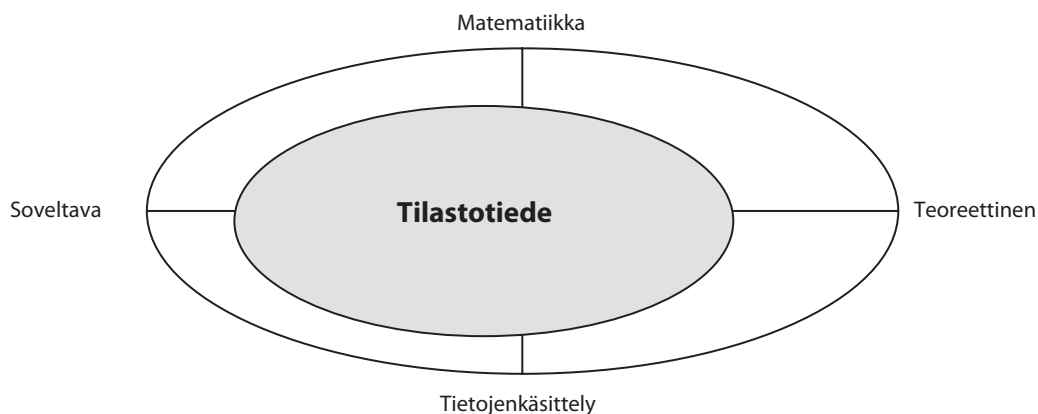 Matematiikka
Soveltava
Tilastotiede
Teoreettinen
Tietojenkäsittely